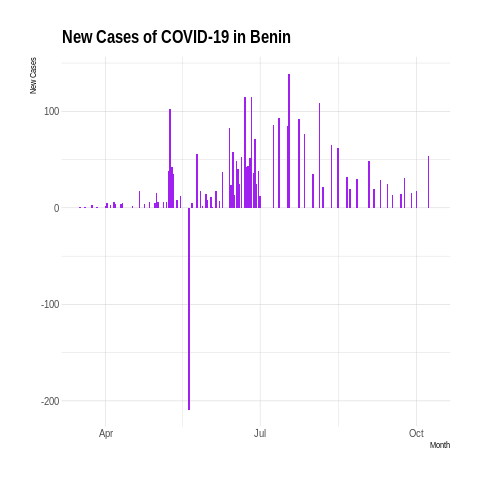 New Cases of COVID-19 in Benin
New Cases
100
0
-100
-200
Apr
Jul
Oct
Month